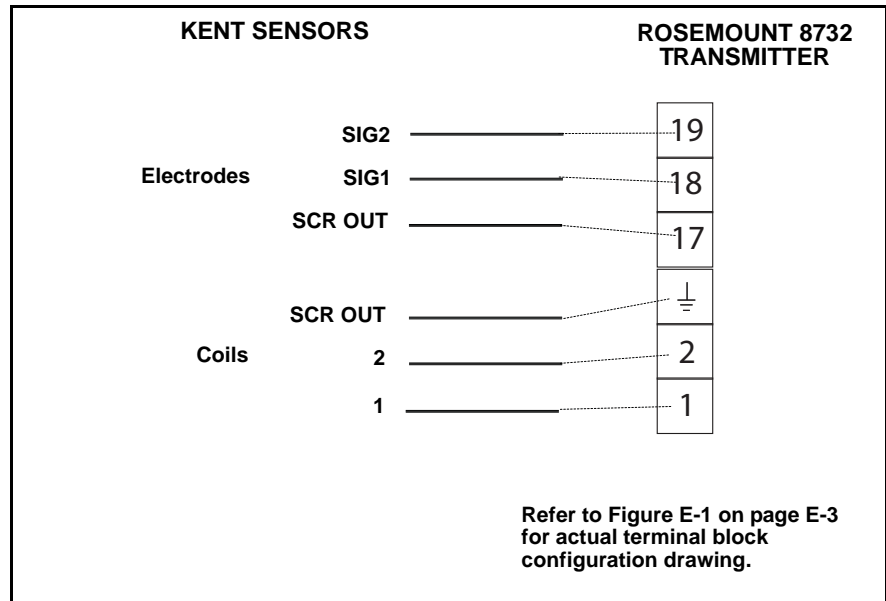 KENT SENSORS
ROSEMOUNT 8732
TRANSMITTER
SIG2
19
Electrodes
SIG1
18
SCR OUT
17
SCR OUT
Coils
2
2
1
1
Refer to Figure E-1 on page E-3
for actual terminal block
configuration drawing.